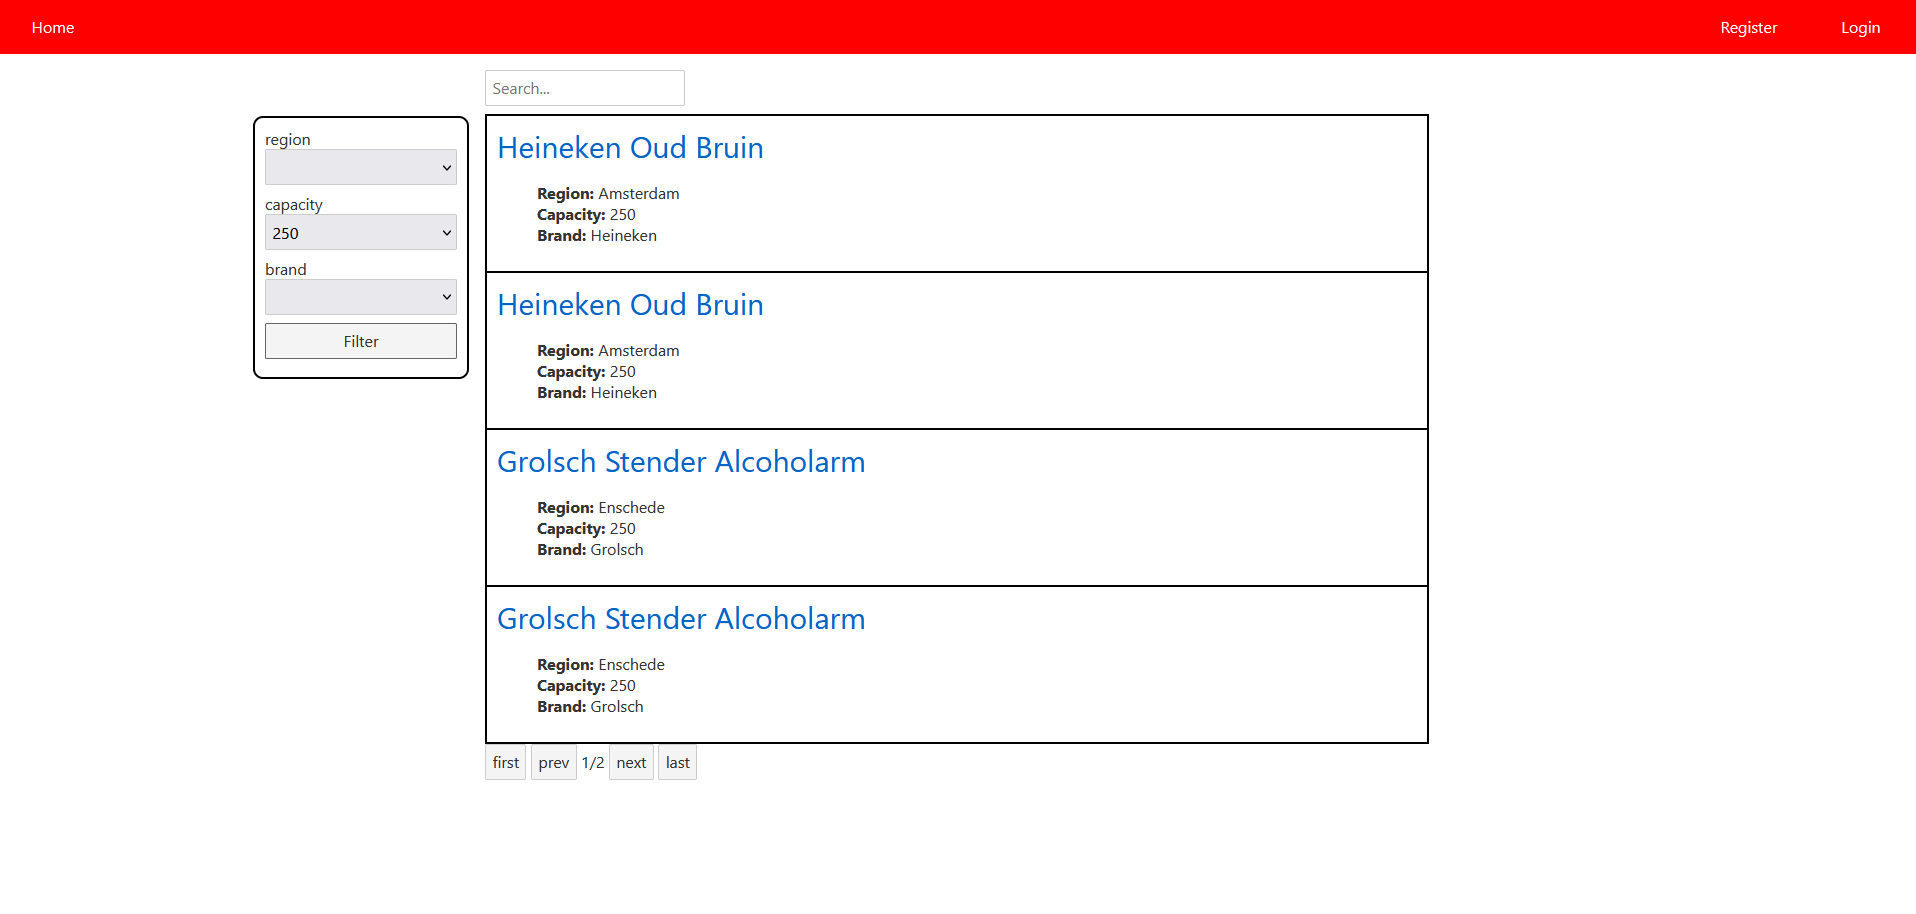 Home Register Login
Search...
region
capacity
250
brand
Filter
Heineken Oud Bruin
Region: Amsterdam
Capacity: 250
Brand: Heineken
Heineken Oud Bruin
Region: Amsterdam
Capacity: 250
Brand: Heineken
Grolsch Stender Alcoholarm
Region: Enschede
Capacity: 250
Brand: Grolsch
Grolsch Stender Alcoholarm
Region: Enschede
Capacity: 250
Brand: Grolsch
first prev 1/2 next last